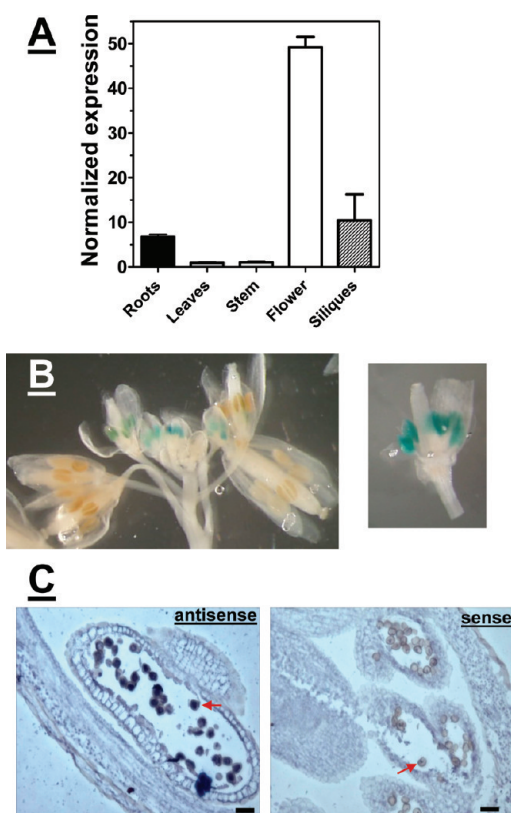 A
Normalized expression
50
40
30
20
10
0
Roots
Leaves
Stem
Flower
Siliques
B
C
antisense
sense